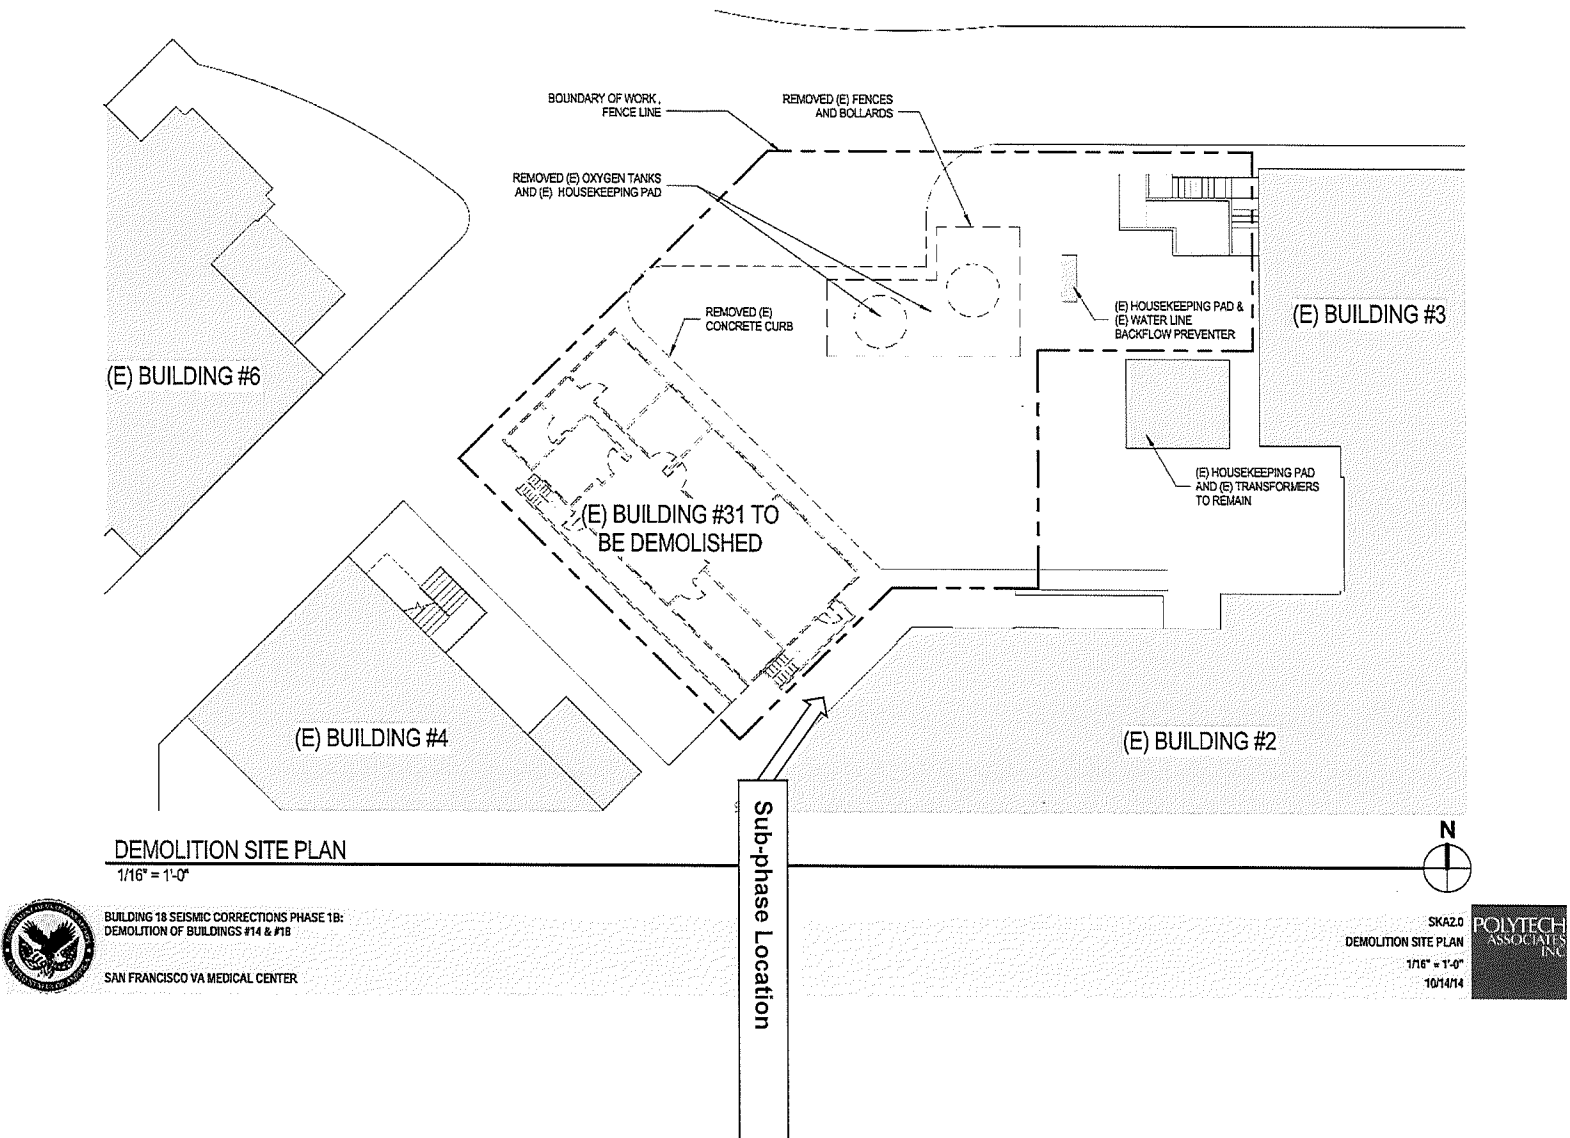 BOUNDARY OF WORK,
FENCE LINE
REMOVED (E) FENCES
AND BOLLARDS
REMOVED (E) OXYGEN TANKS
AND (E) HOUSEKEEPING PAD
REMOVED (E)
CONCRETE CURB
(E) HOUSEKEEPING PAD &
(E) WATER LINE
BACKFLOW PREVENTER
(E) BUILDING #3
(E) BUILDING #6
(E) HOUSEKEEPING PAD
AND (E) TRANSFORMERS
TO REMAIN
(E) BUILDING #31 TO
BE DEMOLISHED
(E) BUILDING #4
(E) BUILDING #2
Sub-phase Location
N
DEMOLITION SITE PLAN
1/16" = 1'-0"
BUILDING 18 SEISMIC CORRECTIONS PHASE 1B:
DEMOLITION OF BUILDINGS #14 & #18
SAN FRANCISCO VA MEDICAL CENTER
SKA2.0
DEMOLITION SITE PLAN
1/16" = 1'-0"
10/14/14
POLYTECH
ASSOCIATES
INC